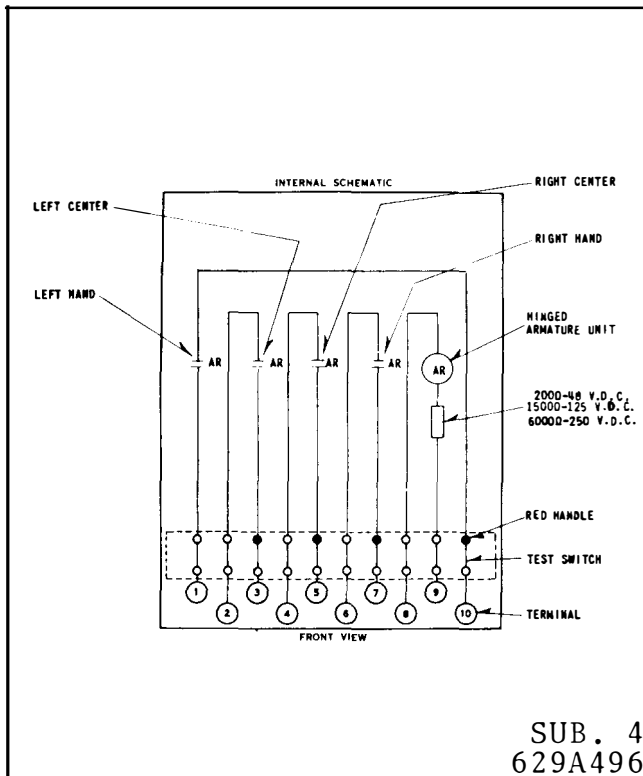 INTERNAL SCHEMATIC
RIGHT CENTER
LEFT CENTER
RIGHT HAND
LEFT HAND
HINGED
ARMATURE UNIT
AR
AR
AR
AR
AR
200Ω-48 V.D.C.
1500Ω-125 V.D.C.
6000Ω-250 V.D.C.
RED HANDLE
TEST SWITCH
1
3
5
7
9
2
4
6
8
10
TERMINAL
FRONT VIEW
SUB. 4
629A496